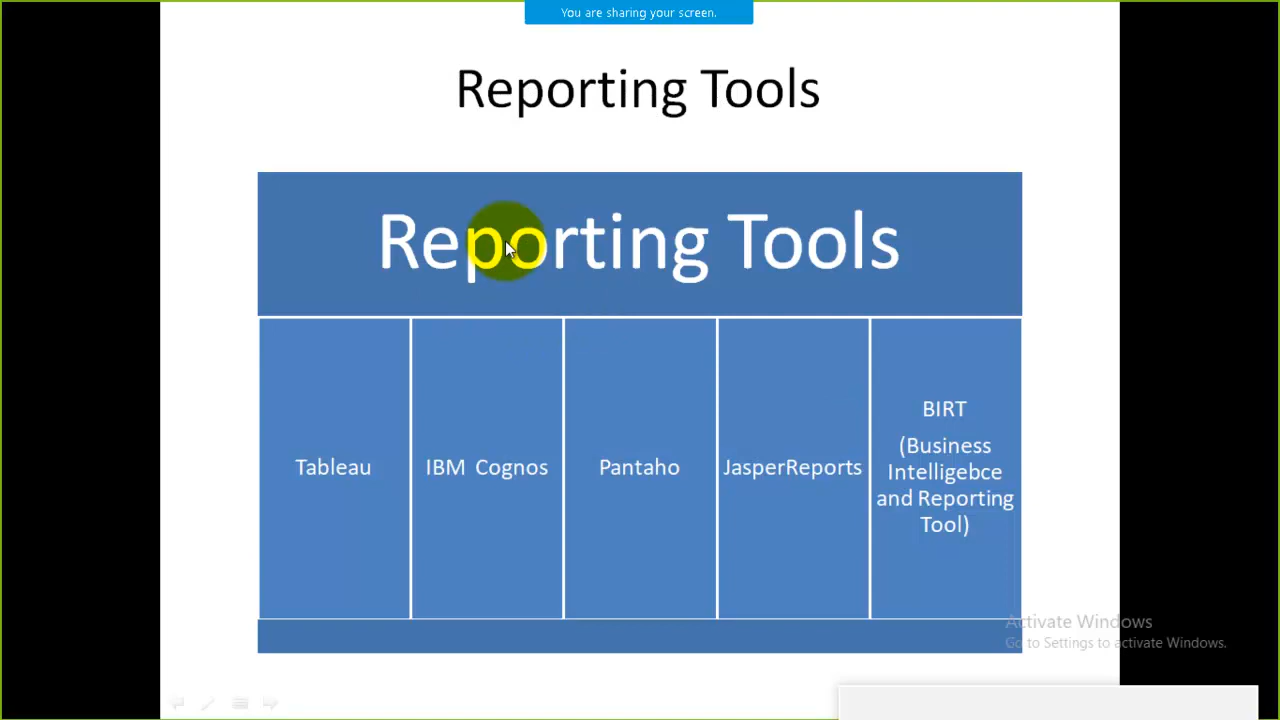 You are sharing your screen.
Reporting Tools
Reporting Tools
Tableau
IBM Cognos
Pantaho
JasperReports
BIRT
(Business
Intelligebce
and Reporting
Tool)
Activate Windows
Go to Settings to activate Windows.